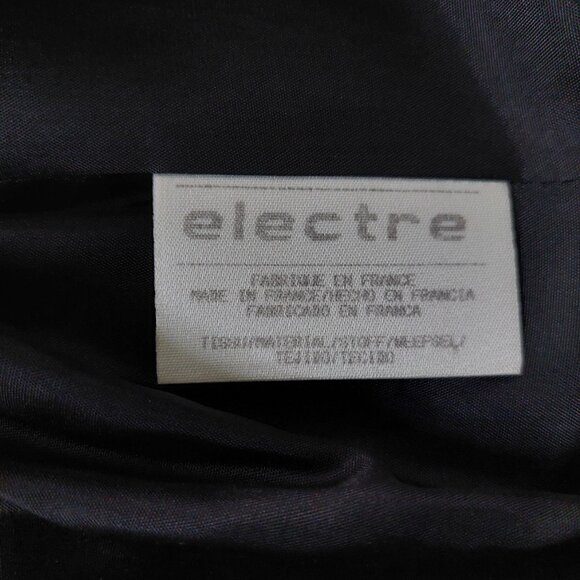 electre
FABRIQUE EN FRANCE
MADE IN FRANCE/HECHO EN FRANCIA
FABRICADO EN FRANCA
TISSU/MATERIAL/STOFF/WEEFSEL/
TEJIDO/TECIDO